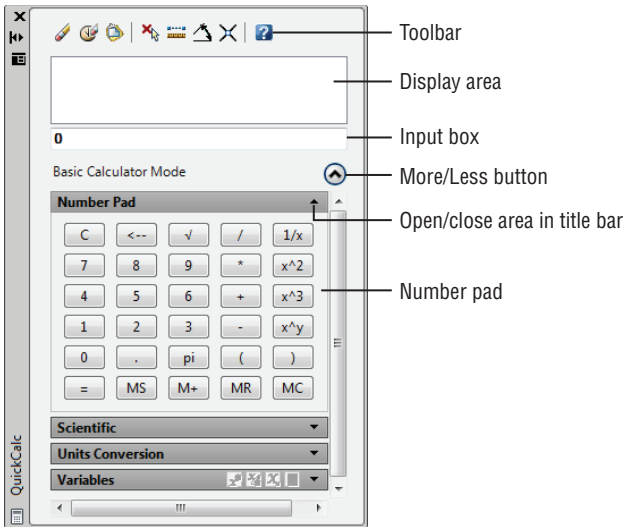 Toolbar
Display area
0
Input box
Basic Calculator Mode
More/Less button
Number Pad
Open/close area in title bar
C <-- √ / 1/x
7 8 9 * x^2
4 5 6 + x^3
Number pad
1 2 3 - x^y
0 . pi ( )
= MS M+ MR MC
Scientific
Units Conversion
Variables
QuickCalc